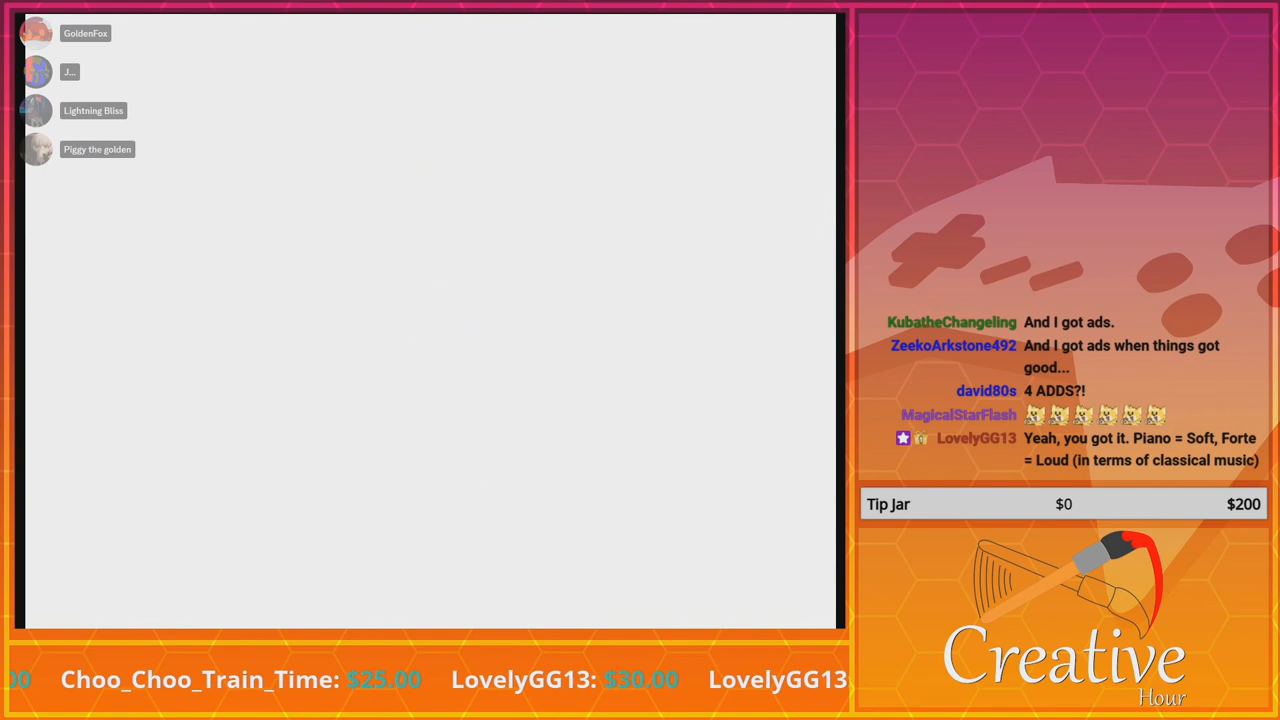 GoldenFox
J...
Lightning Bliss
Piggy the golden
KubatheChangeling And I got ads.
ZeekoArkstone492 And I got ads when things got
good...
david80s 4 ADDS?!
MagicalStarFlash
LovelyGG13 Yeah, you got it. Piano = Soft, Forte
= Loud (in terms of classical music)
Tip Jar $0 $200
Creative
Hour
00 Choo_Choo_Train_Time: $25.00 LovelyGG13: $30.00 LovelyGG13